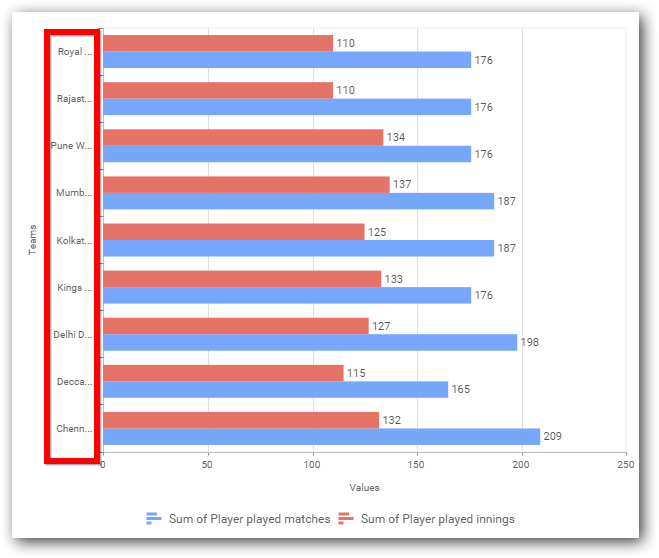 Teams
Royal ...
110
176
Rajast...
110
176
Pune W...
134
176
Mumb...
137
187
Kolkat...
125
187
Kings ...
133
176
Delhi D...
127
198
Decca...
115
165
Chenn...
132
209
0 50 100 150 200 250
Values
Sum of Player played matches Sum of Player played innings